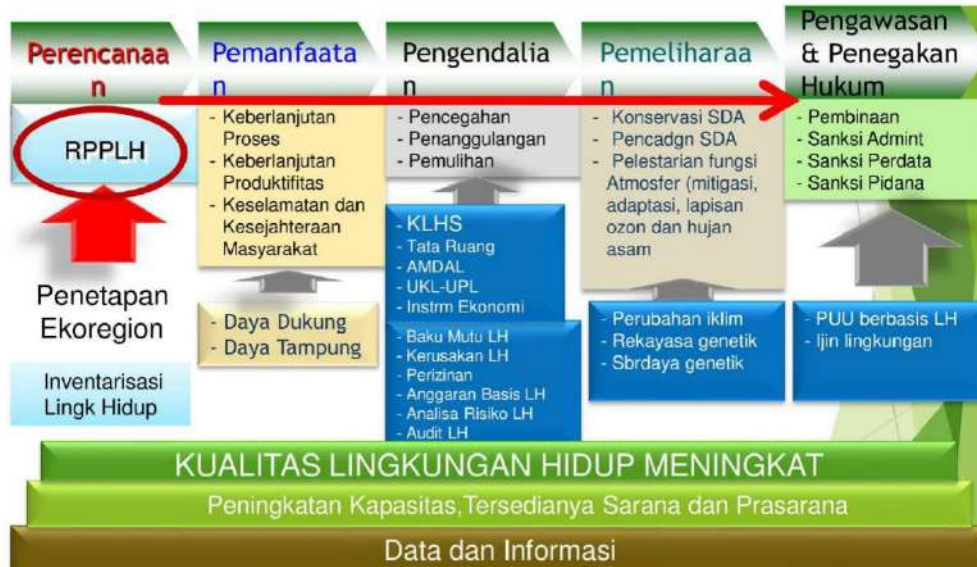 Perencanaa
n
RPPLH
Penetapan
Ekoregion
Inventarisasi
Lingk Hidup
Pemanfaata
n
- Keberlanjutan
Proses
- Keberlanjutan
Produktifitas
- Keselamatan dan
Kesejahteraan
Masyarakat
- Daya Dukung
- Daya Tampung
Pengendalia
n
- Pencegahan
- Penanggulangan
- Pemulihan
- KLHS
- Tata Ruang
- AMDAL
- UKL-UPL
- Instrm Ekonomi
- Baku Mutu LH
- Kerusakan LH
- Perizinan
- Anggaran Basis LH
- Analisa Risiko LH
- Audit LH
Pemeliharaa
n
- Konservasi SDA
- Pencadgn SDA
- Pelestarian fungsi
Atmosfer (mitigasi,
adaptasi, lapisan
ozon dan hujan
asam
- Perubahan iklim
- Rekayasa genetik
- Sbrdaya genetik
Pengawasan
& Penegakan
Hukum
- Pembinaan
- Sanksi Admint
- Sanksi Perdata
- Sanksi Pidana
- PUU berbasis LH
- Ijin lingkungan
KUALITAS LINGKUNGAN HIDUP MENINGKAT
Peningkatan Kapasitas,Tersedianya Sarana dan Prasarana
Data dan Informasi